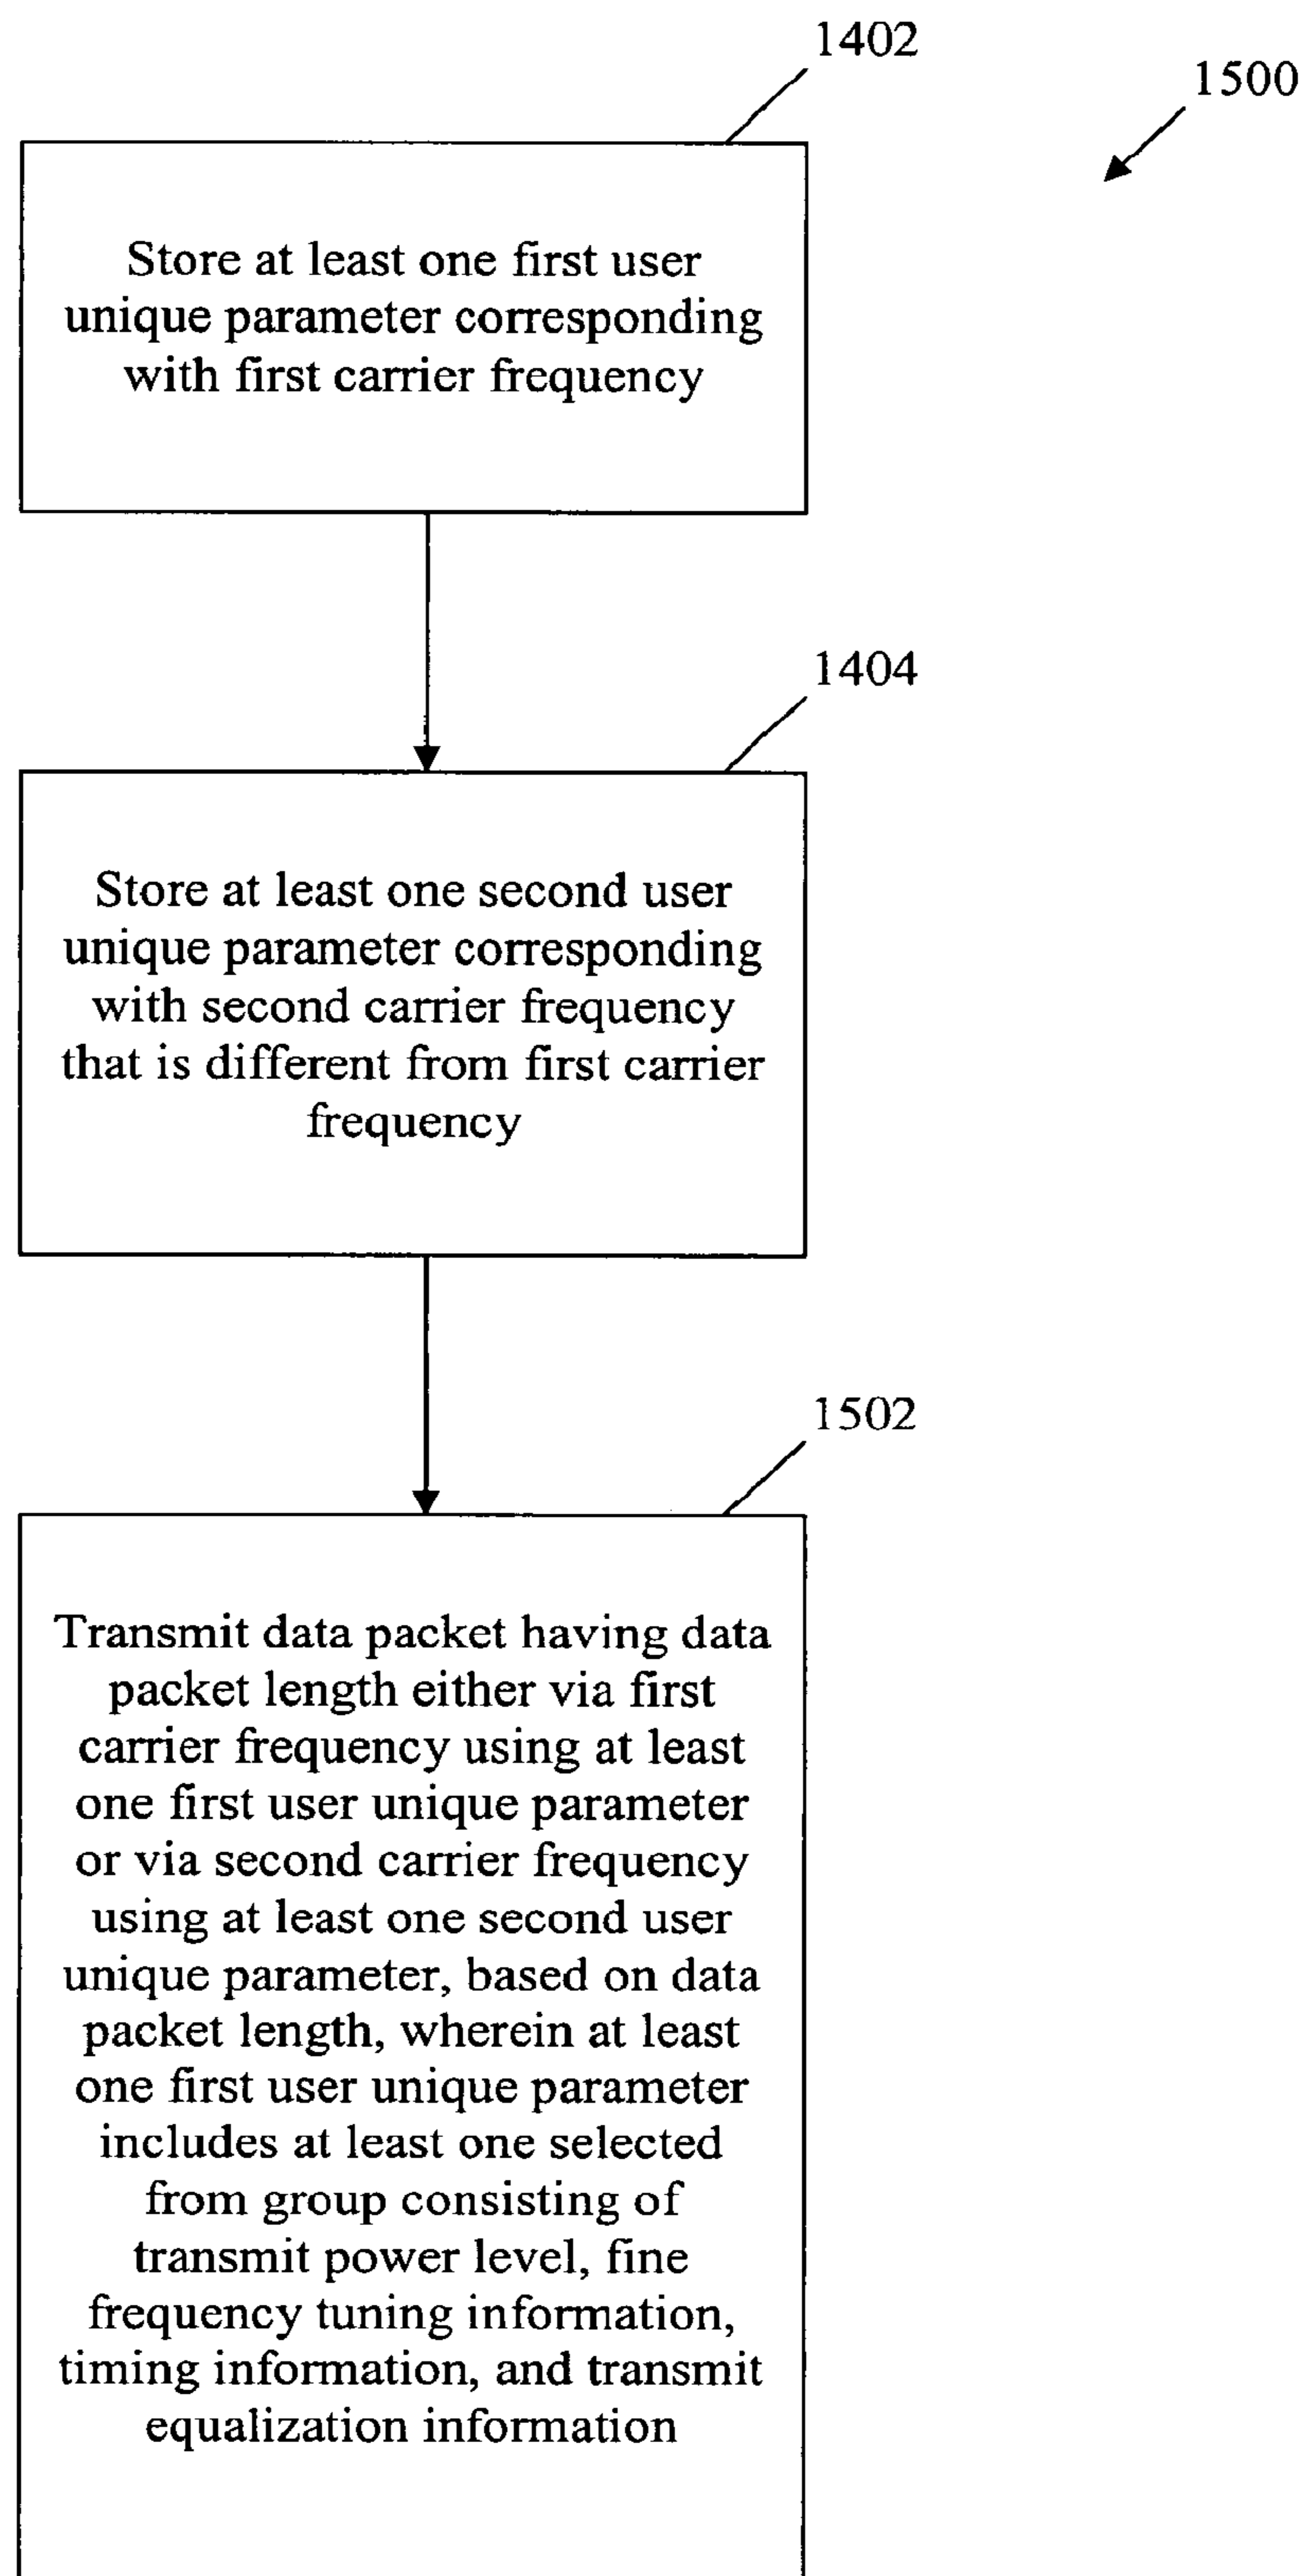 1402
1500
Store at least one first user
unique parameter corresponding
with first carrier frequency
1404
Store at least one second user
unique parameter corresponding
with second carrier frequency
that is different from first carrier
frequency
1502
Transmit data packet having data
packet length either via first
carrier frequency using at least
one first user unique parameter
or via second carrier frequency
using at least one second user
unique parameter, based on data
packet length, wherein at least
one first user unique parameter
includes at least one selected
from group consisting of
transmit power level, fine
frequency tuning information,
timing information, and transmit
equalization information